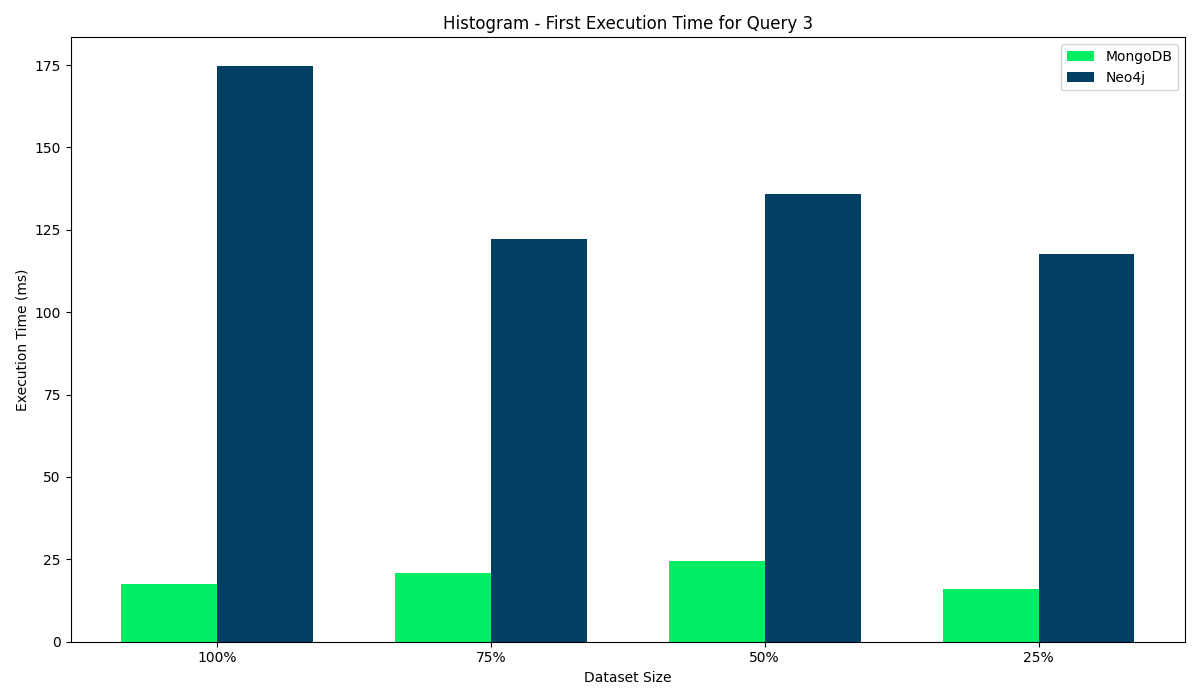 Histogram - First Execution Time for Query 3
MongoDB
Neo4j
Execution Time (ms)
175
150
125
100
75
50
25
0
100%
75%
50%
25%
Dataset Size